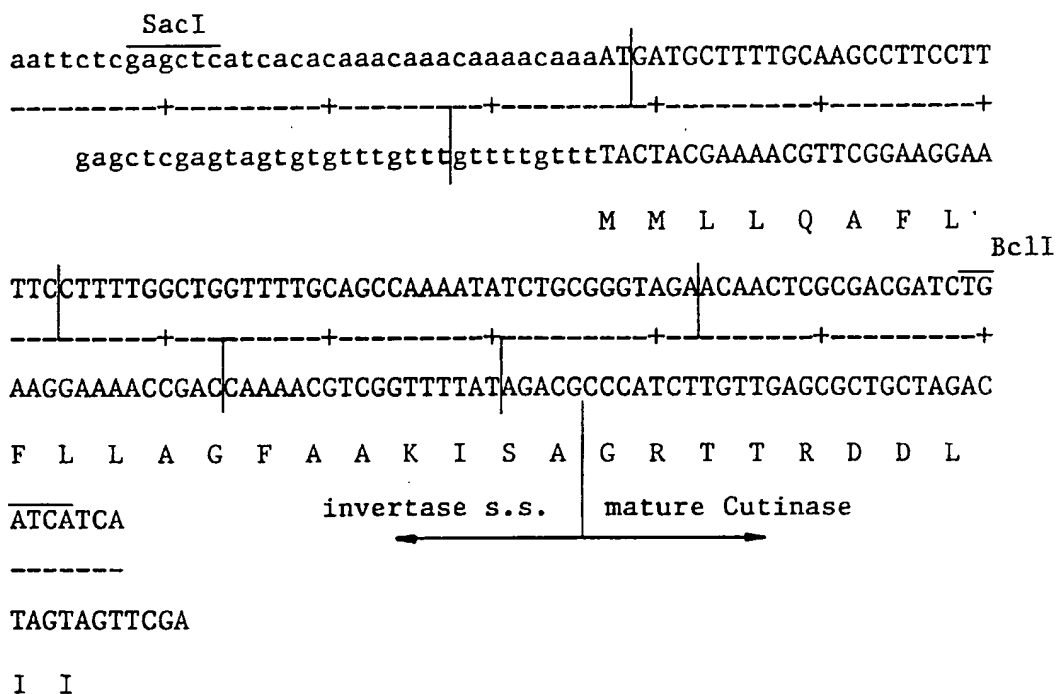 SacI
aattctcgagctcatcacacaaacaaacaaaacaaaATGATGCTTTTGCAAGCCTTCCTT
---------+---------+---------+---------+---------+---------+
gagctcgagtagtgtgtttgtttgttttgtttTACTACGAAAACGTTCGGAAGGAA
M M L L Q A F L
BclI
TTCCTTTTGGCTGGTTTTGCAGCCAAAATATCTGCGGGTAGAACAACTCGCGACGATCTG
---------+---------+---------+---------+---------+---------+
AAGGAAAACCGACCAAAACGTCGGTTTTATAGACGCCCATCTTGTTGAGCGCTGCTAGAC
F L L A G F A A K I S A G R T T R D D L
invertase s.s. mature Cutinase
ATCATCA
-------
TAGTAGTTCGA
I I